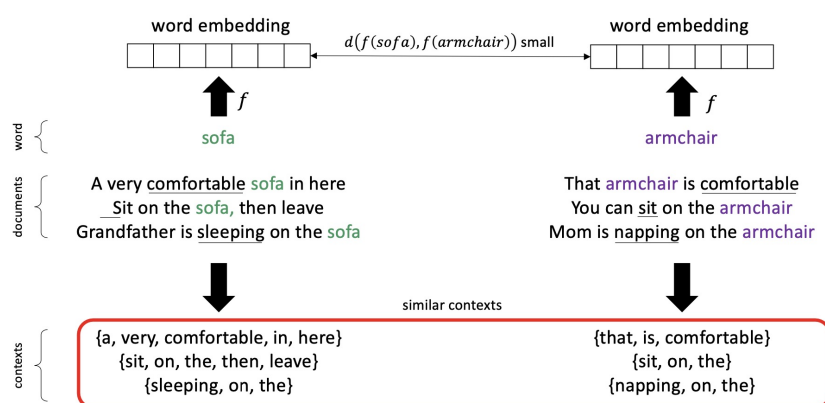 word embedding
word embedding
d(f(sofa), f(armchair)) small
f
f
word
sofa
armchair
documents
A very comfortable sofa in here
Sit on the sofa, then leave
Grandfather is sleeping on the sofa
That armchair is comfortable
You can sit on the armchair
Mom is napping on the armchair
similar contexts
contexts
{a, very, comfortable, in, here}
{sit, on, the, then, leave}
{sleeping, on, the}
{that, is, comfortable}
{sit, on, the}
{napping, on, the}